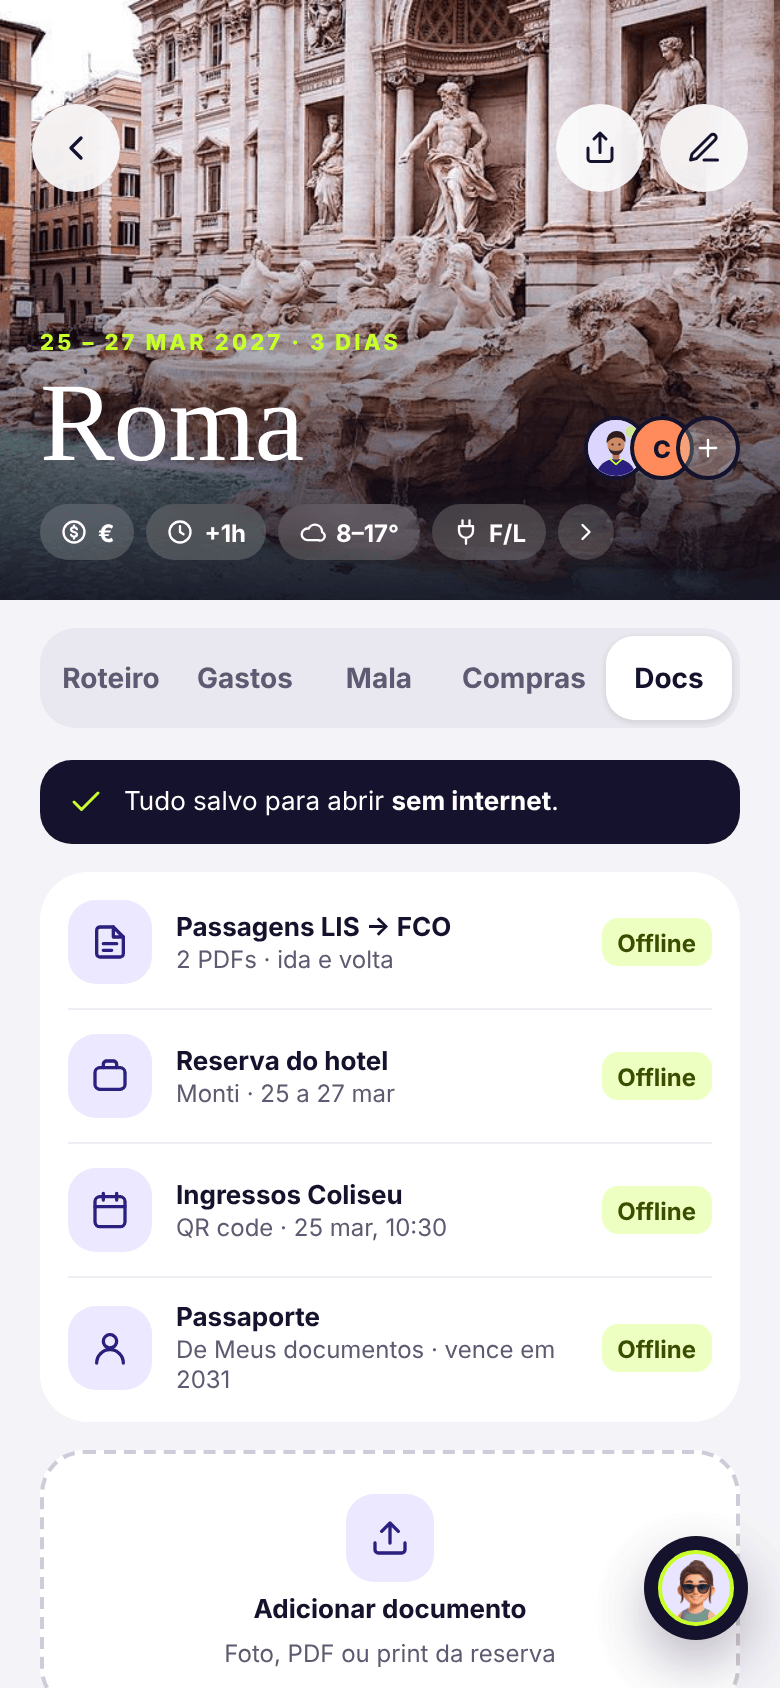 25 – 27 MAR 2027 · 3 DIAS
Roma
C
€
+1h
8–17°
F/L
Roteiro
Gastos
Mala
Compras
Docs
Tudo salvo para abrir sem internet.
Passagens LIS → FCO
2 PDFs · ida e volta
Offline
Reserva do hotel
Monti · 25 a 27 mar
Offline
Ingressos Coliseu
QR code · 25 mar, 10:30
Offline
Passaporte
De Meus documentos · vence em
2031
Offline
Adicionar documento
Foto, PDF ou print da reserva